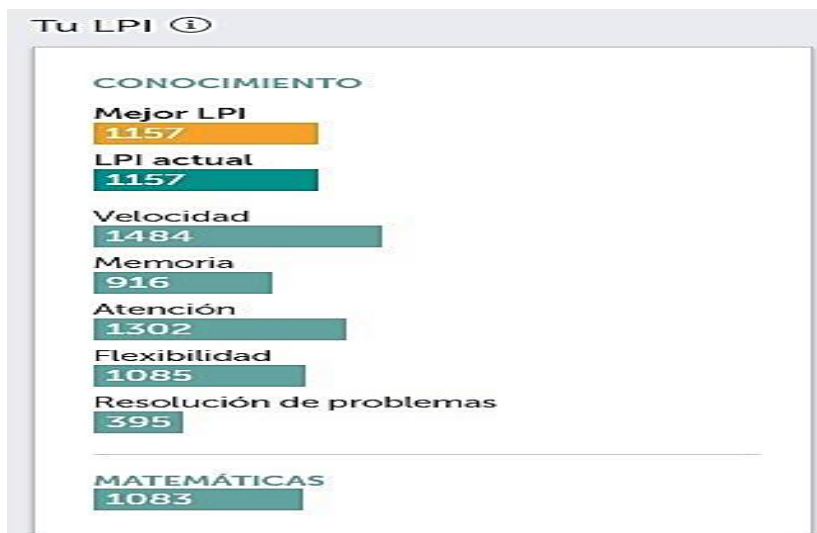 Tu LPI
CONOCIMIENTO
Mejor LPI
1157
LPI actual
1157
Velocidad
1484
Memoria
916
Atención
1302
Flexibilidad
1085
Resolución de problemas
395
MATEMÁTICAS
1083